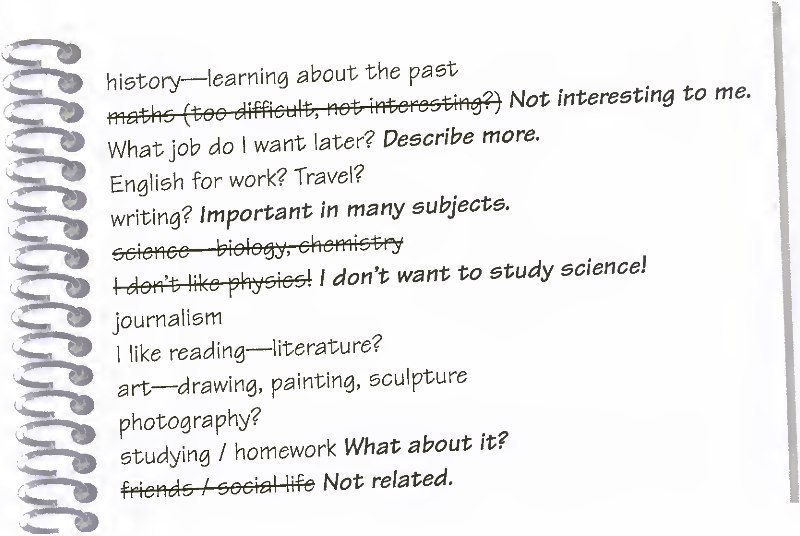 history—learning about the past
maths (too difficult, not interesting?) Not interesting to me.
What job do I want later? Describe more.
English for work? Travel?
writing? Important in many subjects.
science—biology, chemistry
I don't like physics! I don't want to study science!
journalism
I like reading—literature?
art—drawing, painting, sculpture
photography?
studying / homework What about it?
friends / social life Not related.